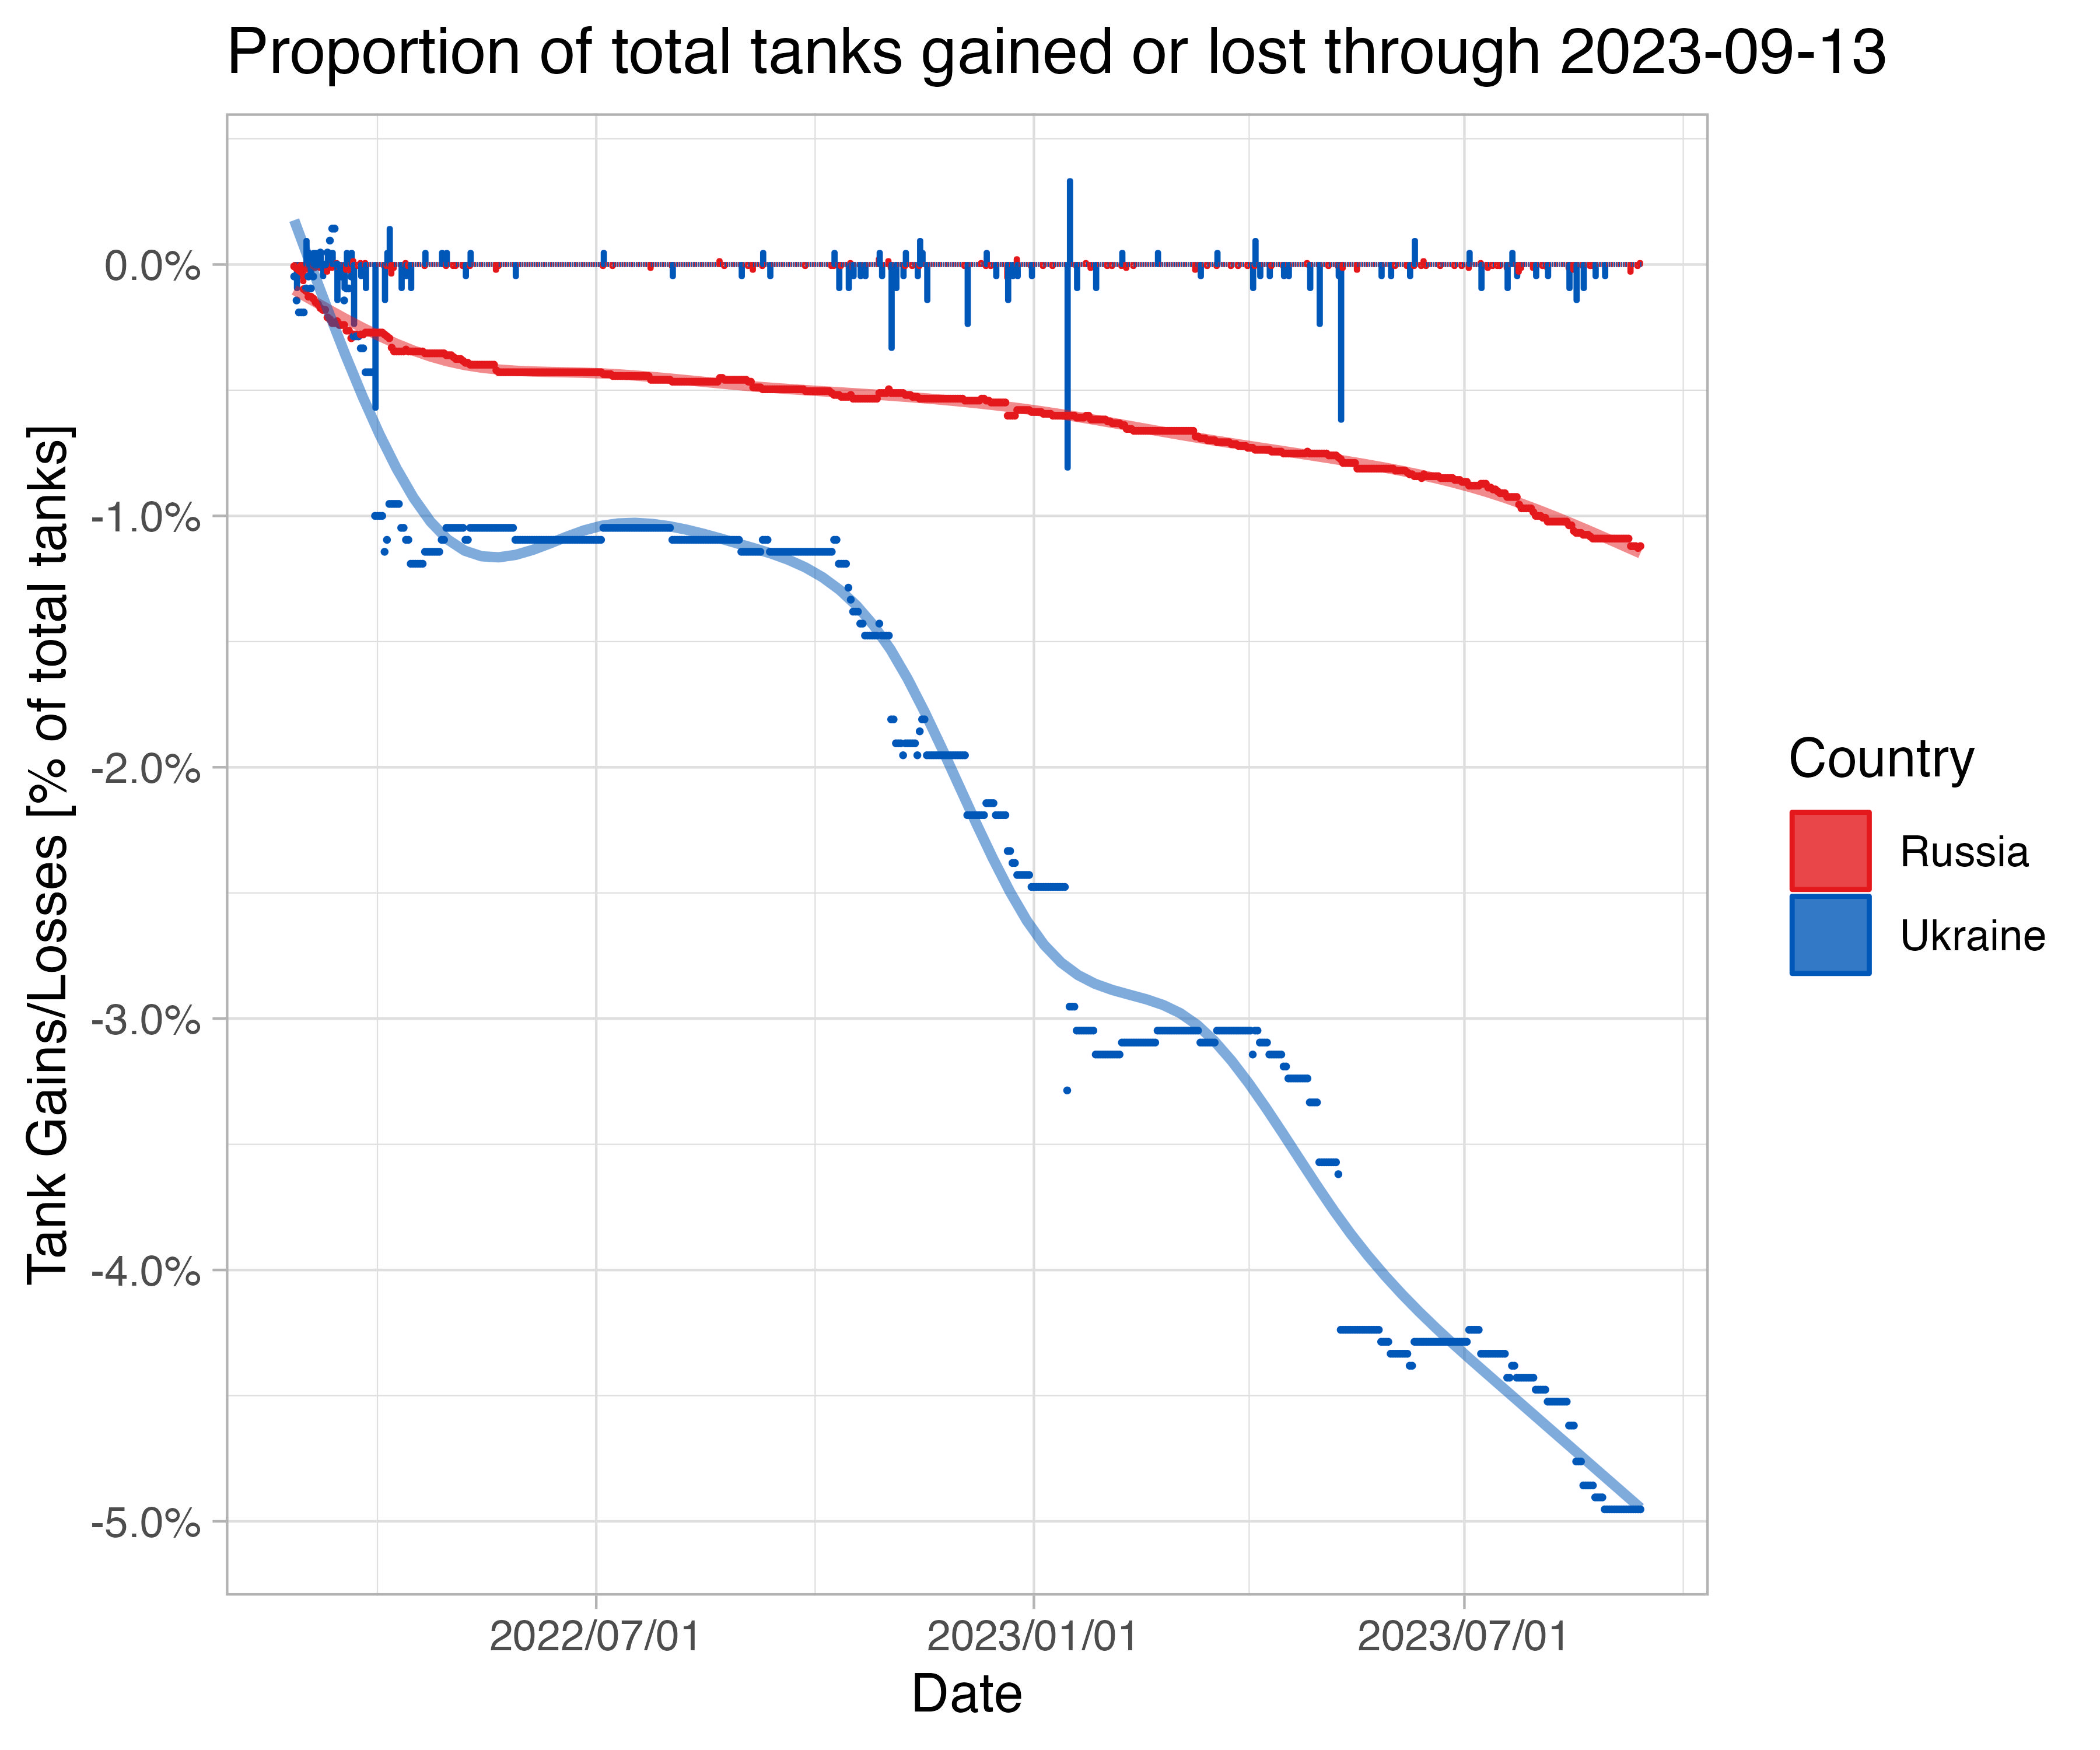 Proportion of total tanks gained or lost through 2023-09-13
Tank Gains/Losses [% of total tanks]
0.0%
-1.0%
-2.0%
-3.0%
-4.0%
-5.0%
2022/07/01
2023/01/01
2023/07/01
Date
Country
Russia
Ukraine